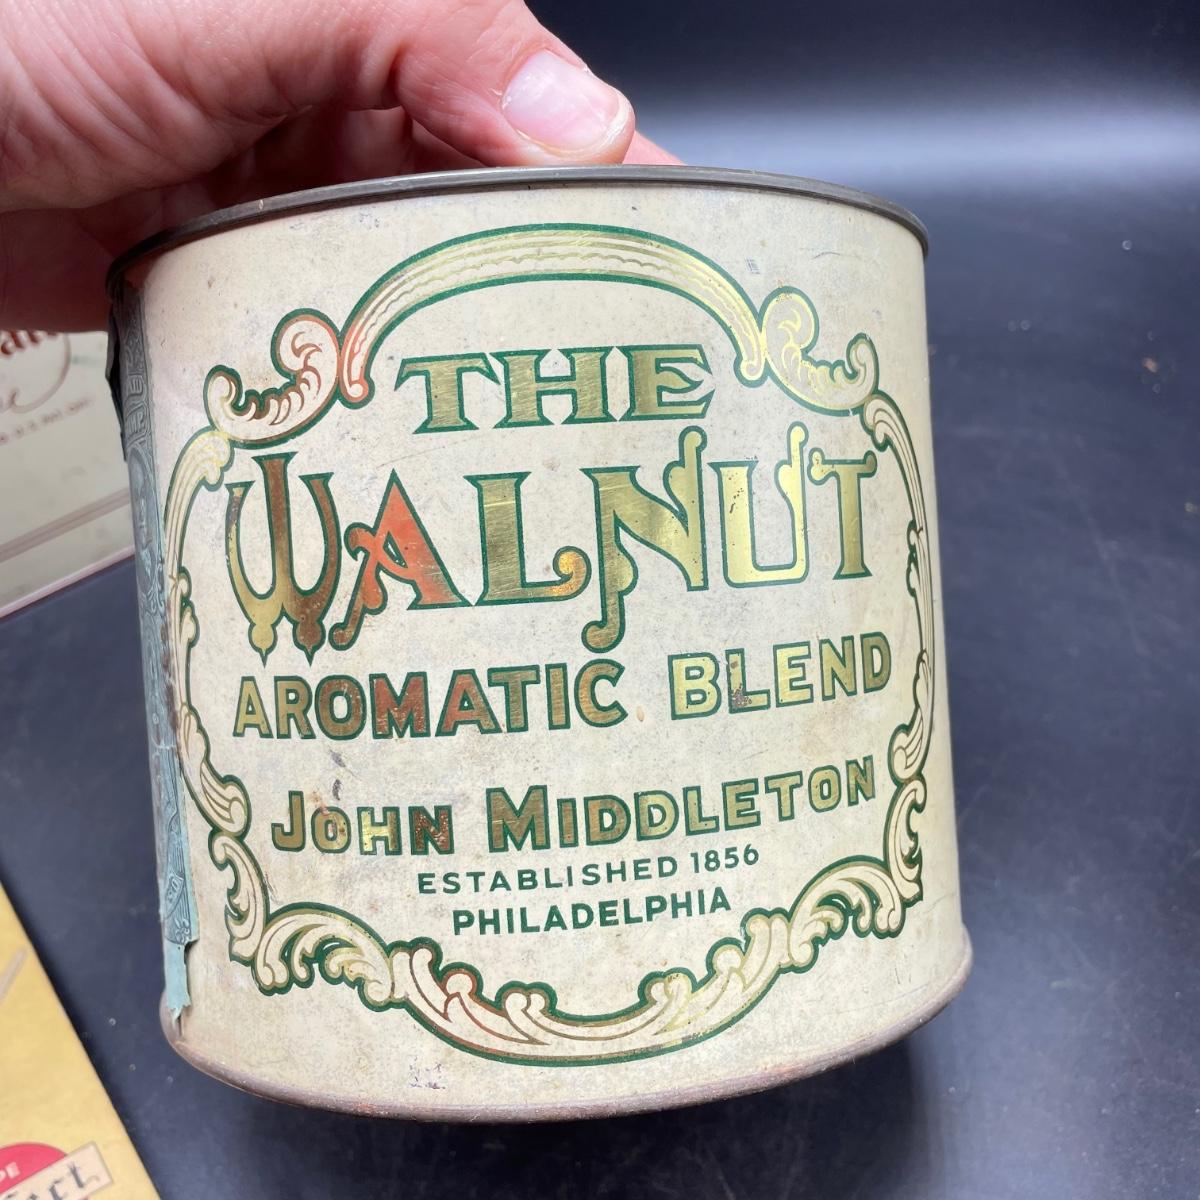 THE
WALNUT
AROMATIC BLEND
JOHN MIDDLETON
ESTABLISHED 1856
PHILADELPHIA